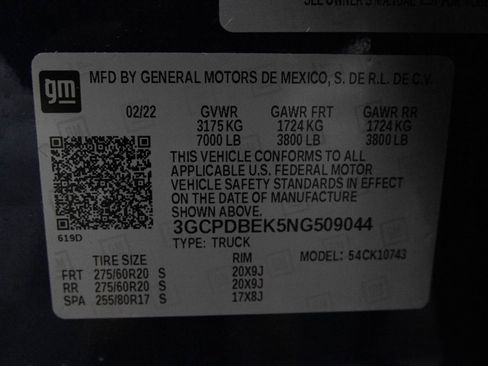 SEE OWNER'S MANUAL
gm
MFD BY GENERAL MOTORS DE MEXICO, S. DE R.L. DE C.V.
02/22 GVWR GAWR FRT GAWR RR
3175 KG 1724 KG 1724 KG
7000 LB 3800 LB 3800 LB
THIS VEHICLE CONFORMS TO ALL
APPLICABLE U.S. FEDERAL MOTOR
VEHICLE SAFETY STANDARDS IN EFFECT
ON THE DATE OF MANUFACTURE
SHOWN ABOVE.
619D
3GCPDBEK5NG509044
TYPE: TRUCK MODEL: 54CK10743
TIRE SIZE RIM
FRT 275/60R20 S 20X9J
RR 275/60R20 S 20X9J
SPA 255/80R17 S 17X8J